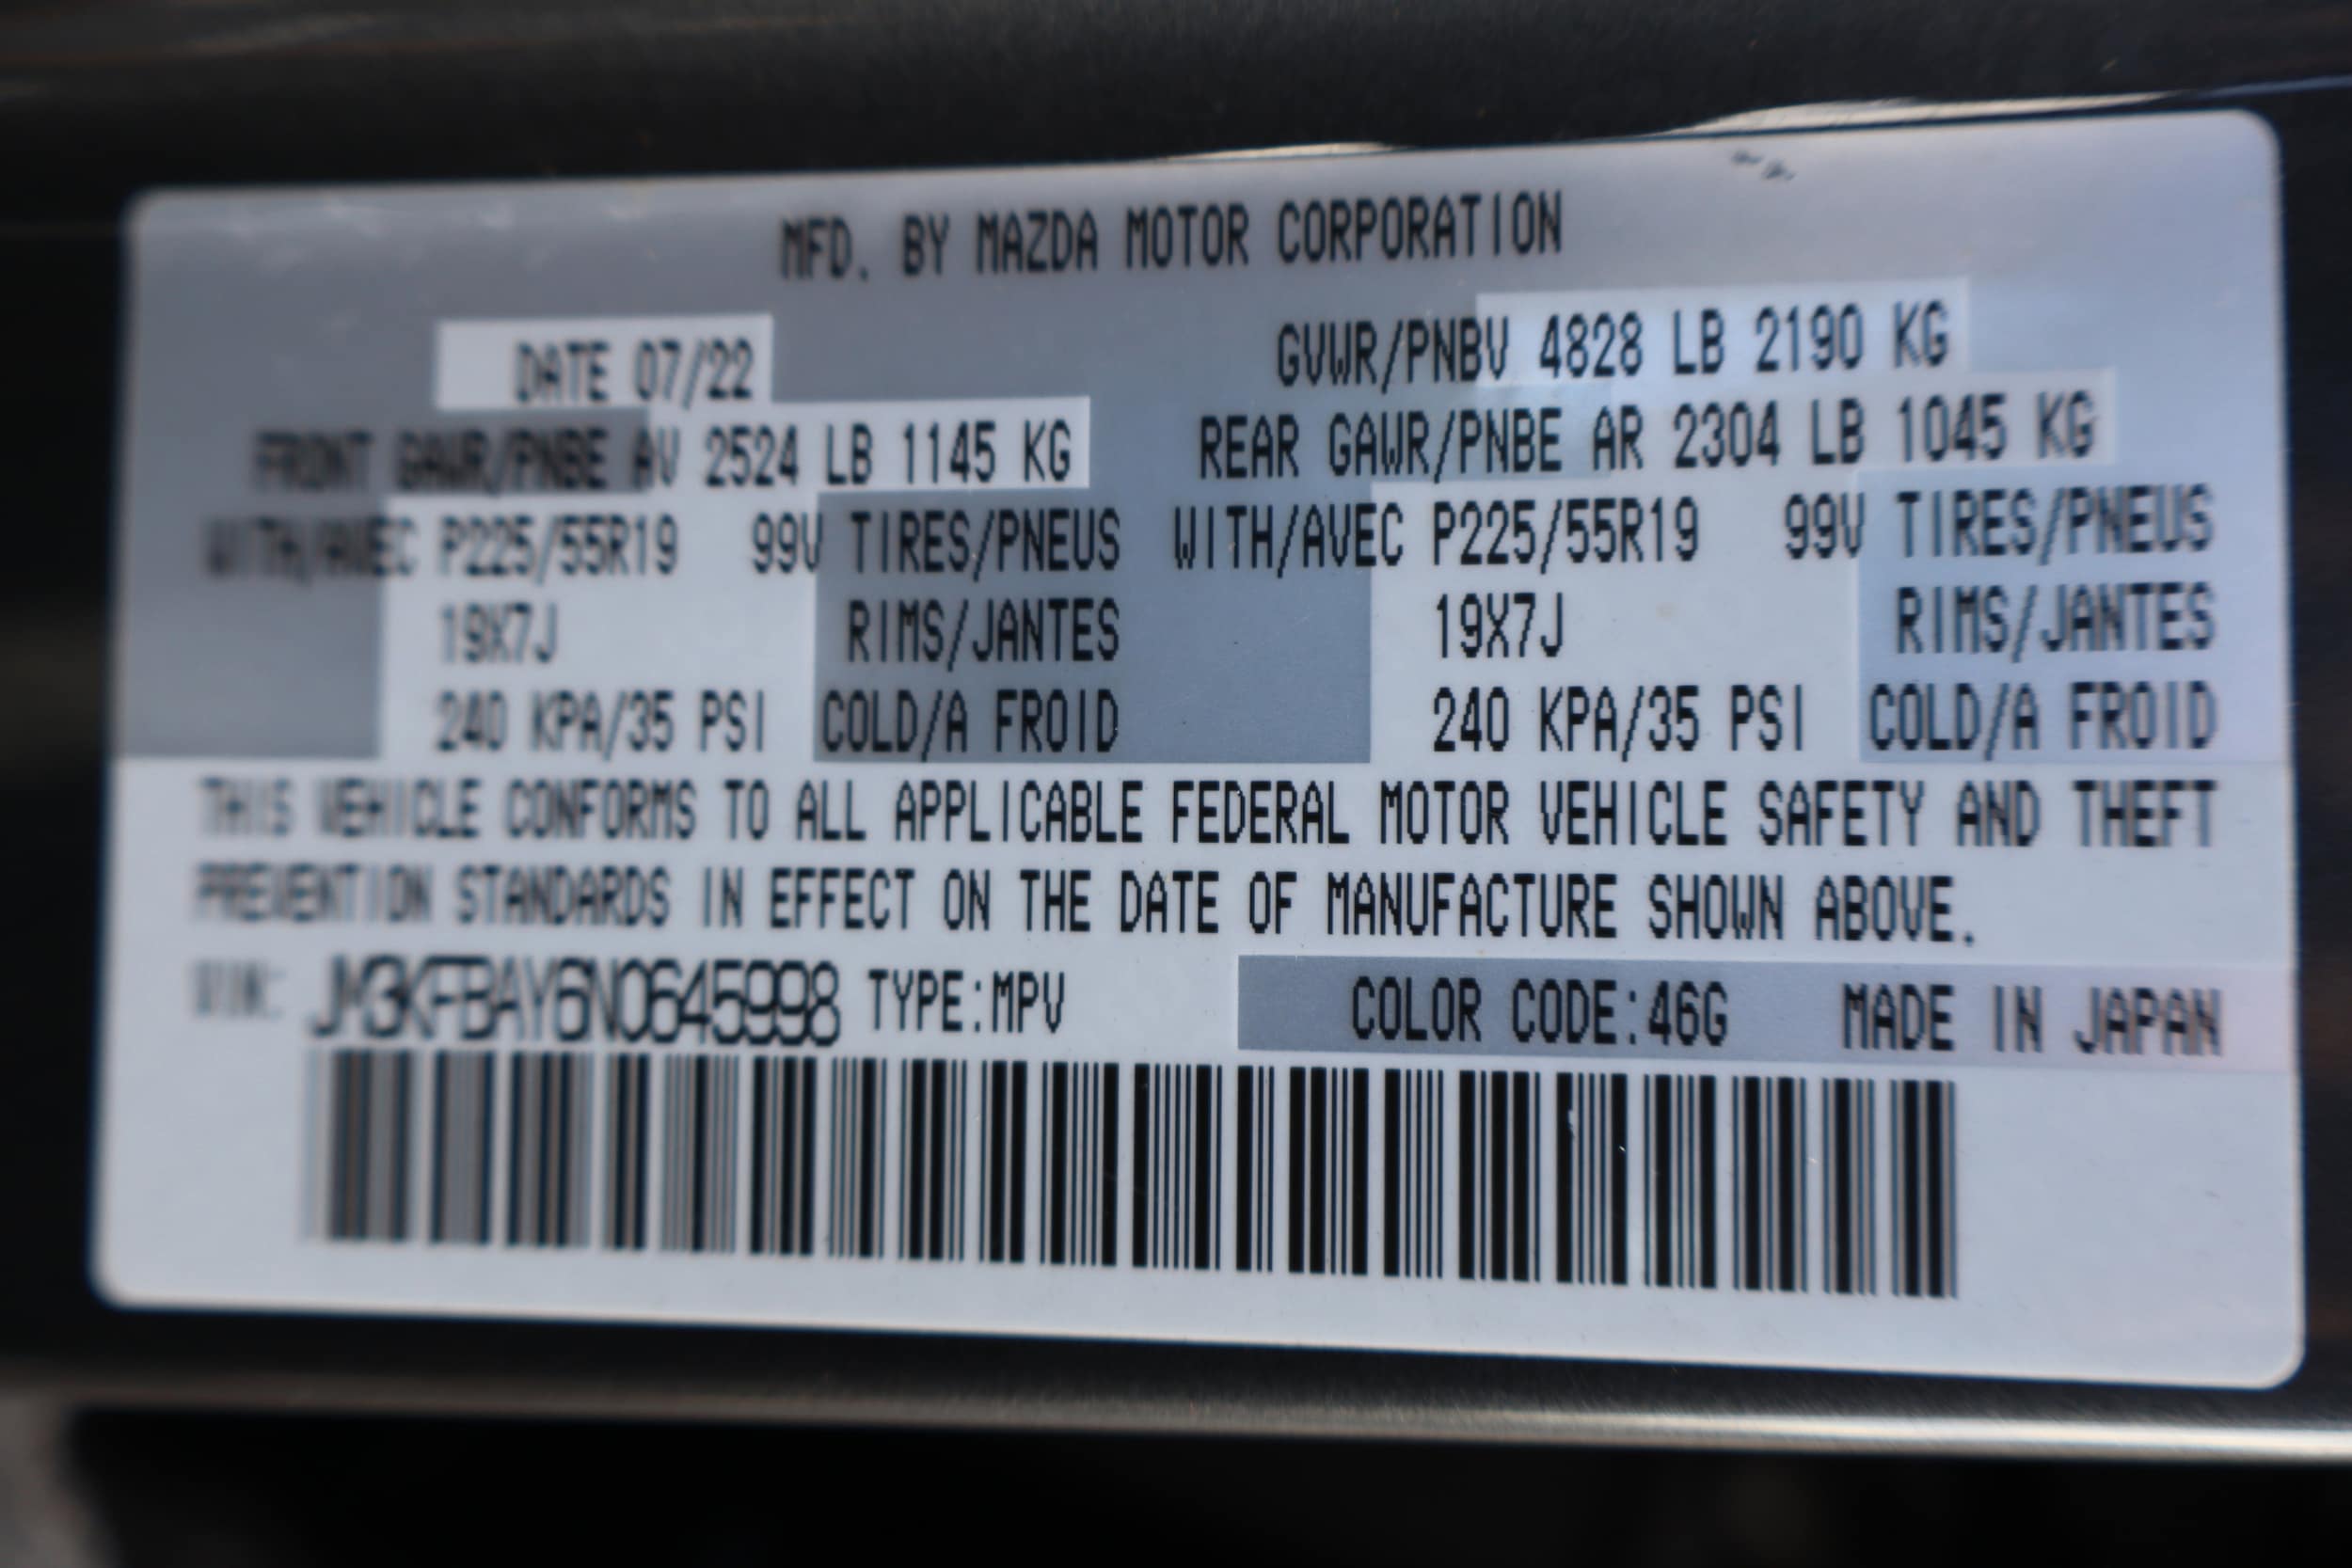 MFD. BY MAZDA MOTOR CORPORATION
DATE 07/22 GVWR/PNBV 4828 LB 2190 KG
FRONT GAWR/PNBE AV 2524 LB 1145 KG REAR GAWR/PNBE AR 2304 LB 1045 KG
WITH/AVEC P225/55R19 99V TIRES/PNEUS WITH/AVEC P225/55R19 99V TIRES/PNEUS
19X7J RIMS/JANTES 19X7J RIMS/JANTES
240 KPA/35 PSI COLD/A FROID 240 KPA/35 PSI COLD/A FROID
THIS VEHICLE CONFORMS TO ALL APPLICABLE FEDERAL MOTOR VEHICLE SAFETY AND THEFT
PREVENTION STANDARDS IN EFFECT ON THE DATE OF MANUFACTURE SHOWN ABOVE.
VIN: JM3KFBAY6N0645998 TYPE:MPV COLOR CODE:46G MADE IN JAPAN